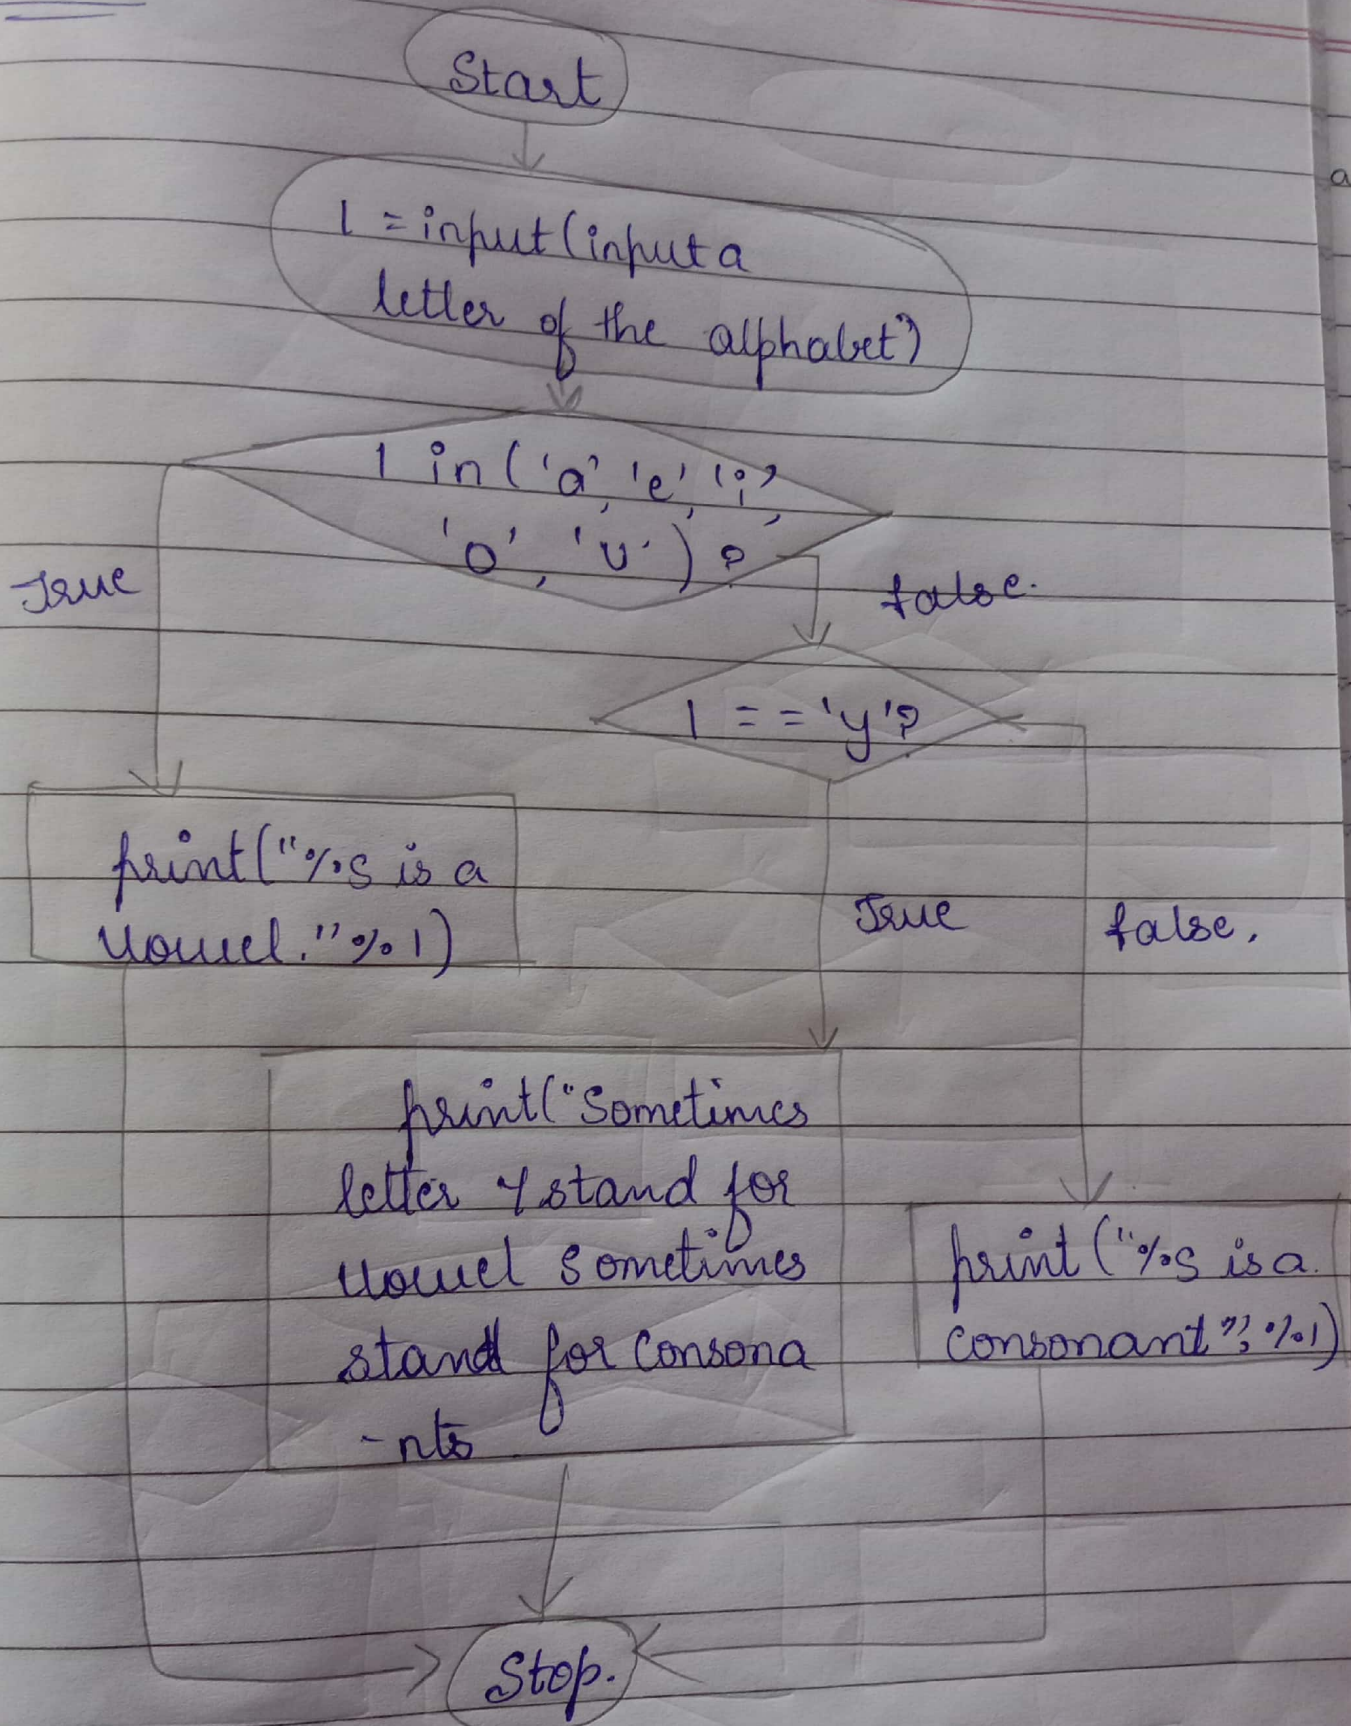 Start
l = input(input a
letter of the alphabet")
l in ('a', 'e', 'i',
'o', 'u') ?
True
false.
l == 'y'?
print("%s is a
vowel."%l)
True
false.
print("Sometimes
letter y stand for
vowel sometimes
stand for consona
-nts
print("%s is a.
consonant", %l)
Stop.
a